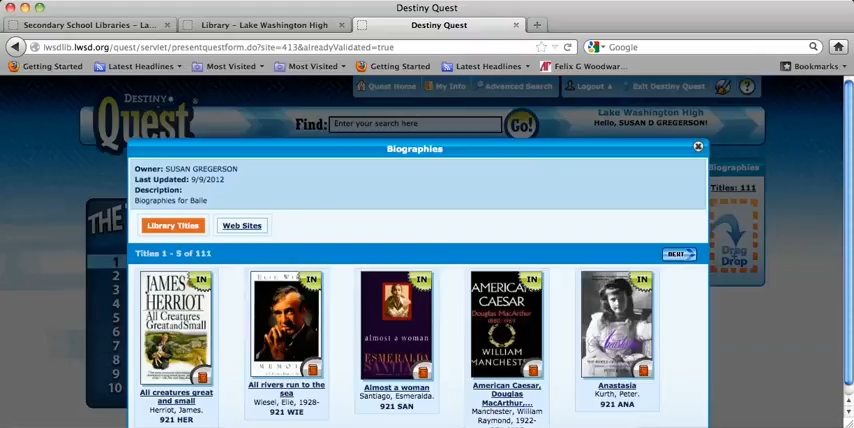 Destiny Quest
Secondary School Libraries - La...
Library - Lake Washington High
Destiny Quest
lwsdlib.lwsd.org/quest/servlet/presentquestform.do?site=413&alreadyValidated=true
Google
Getting Started
Latest Headlines
Most Visited
Most Visited
Getting Started
Latest Headlines
Felix G Woodwar...
Bookmarks
Quest Home
My Info
Advanced Search
Logout
Exit Destiny Quest
DESTINY
Quest
Find:
Enter your search here
Go!
Lake Washington High
Hello, SUSAN D GREGERSON!
Biographies
Owner: SUSAN GREGERSON
Last Updated: 9/9/2012
Description:
Biographies for Baile
Library Titles
Web Sites
Titles 1 - 5 of 111
NEXT
THE
1
2
3
4
5
6
7
8
9
10
Biographies
Titles: 111
Drag
Drop
IN
JAMES
HERRIOT
All Creatures
Great and Small
All creatures great
and small
Herriot, James.
921 HER
IN
All rivers run to the
sea
Wiesel, Elie, 1928-
921 WIE
IN
almost a woman
ESMERALDA
Almost a woman
Santiago, Esmeralda.
921 SAN
IN
AMERICAN
CAESAR
Douglas MacArthur
WILLIAM
MANCHESTER
American Caesar,
Douglas
MacArthur,...
Manchester, William
Raymond, 1922-
IN
Anastasia
Kurth, Peter.
921 ANA